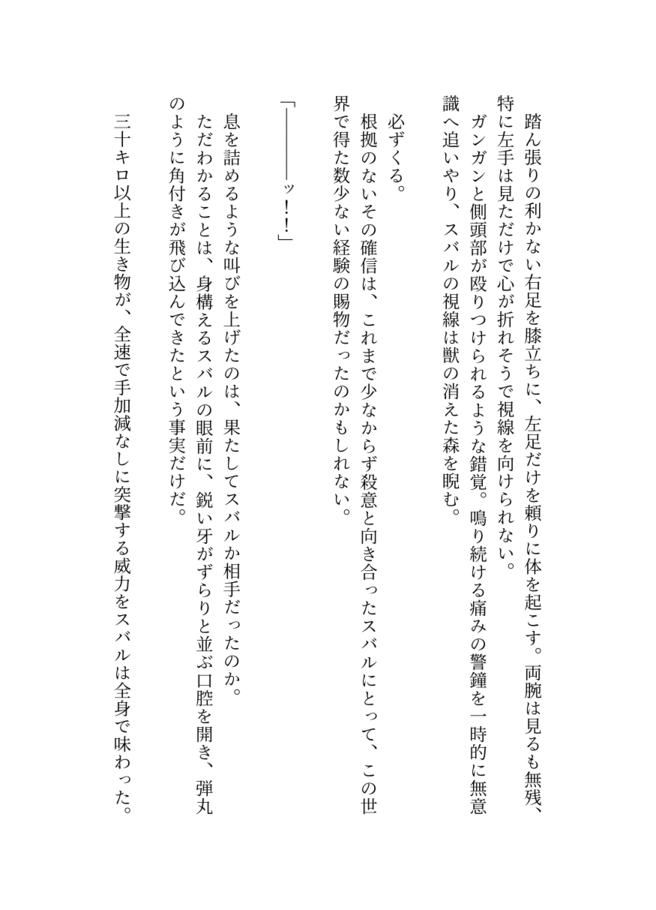 踏ん張りの利かない右足を膝立ちに、左足だけを頼りに体を起こす。両腕は見るも無残、
特に左手は見ただけで心が折れそうで視線を向けられない。
ガンガンと側頭部が殴りつけられるような錯覚。鳴り続ける痛みの警鐘を一時的に無意
識へ追いやり、スバルの視線は獣の消えた森を睨む。
必ずくる。
根拠のないその確信は、これまで少なからず殺意と向き合ったスバルにとって、この世
界で得た数少ない経験の賜物だったのかもしれない。
「――――ッ！！」
息を詰めるような叫びを上げたのは、果たしてスバルか相手だったのか。
ただわかることは、身構えるスバルの眼前に、鋭い牙がずらりと並ぶ口腔を開き、弾丸
のように角付きが飛び込んできたという事実だけだ。
三十キロ以上の生き物が、全速で手加減なしに突撃する威力をスバルは全身で味わった。